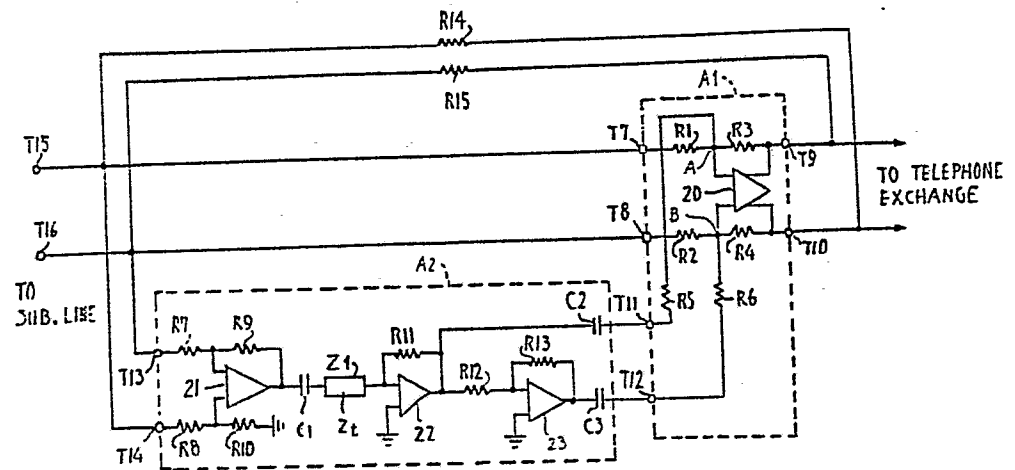 R14
R15
A1
T15
T7
R1
R3
T9
A
20
TO TELEPHONE
EXCHANGE
T16
T8
B
R2
R4
T10
A2
TO
SUB. LINE
C2
T11
R5
R6
R7
R9
R11
R13
T13
21
Z1
R12
T12
C1
Zt
22
C3
T14
R8
R10
23